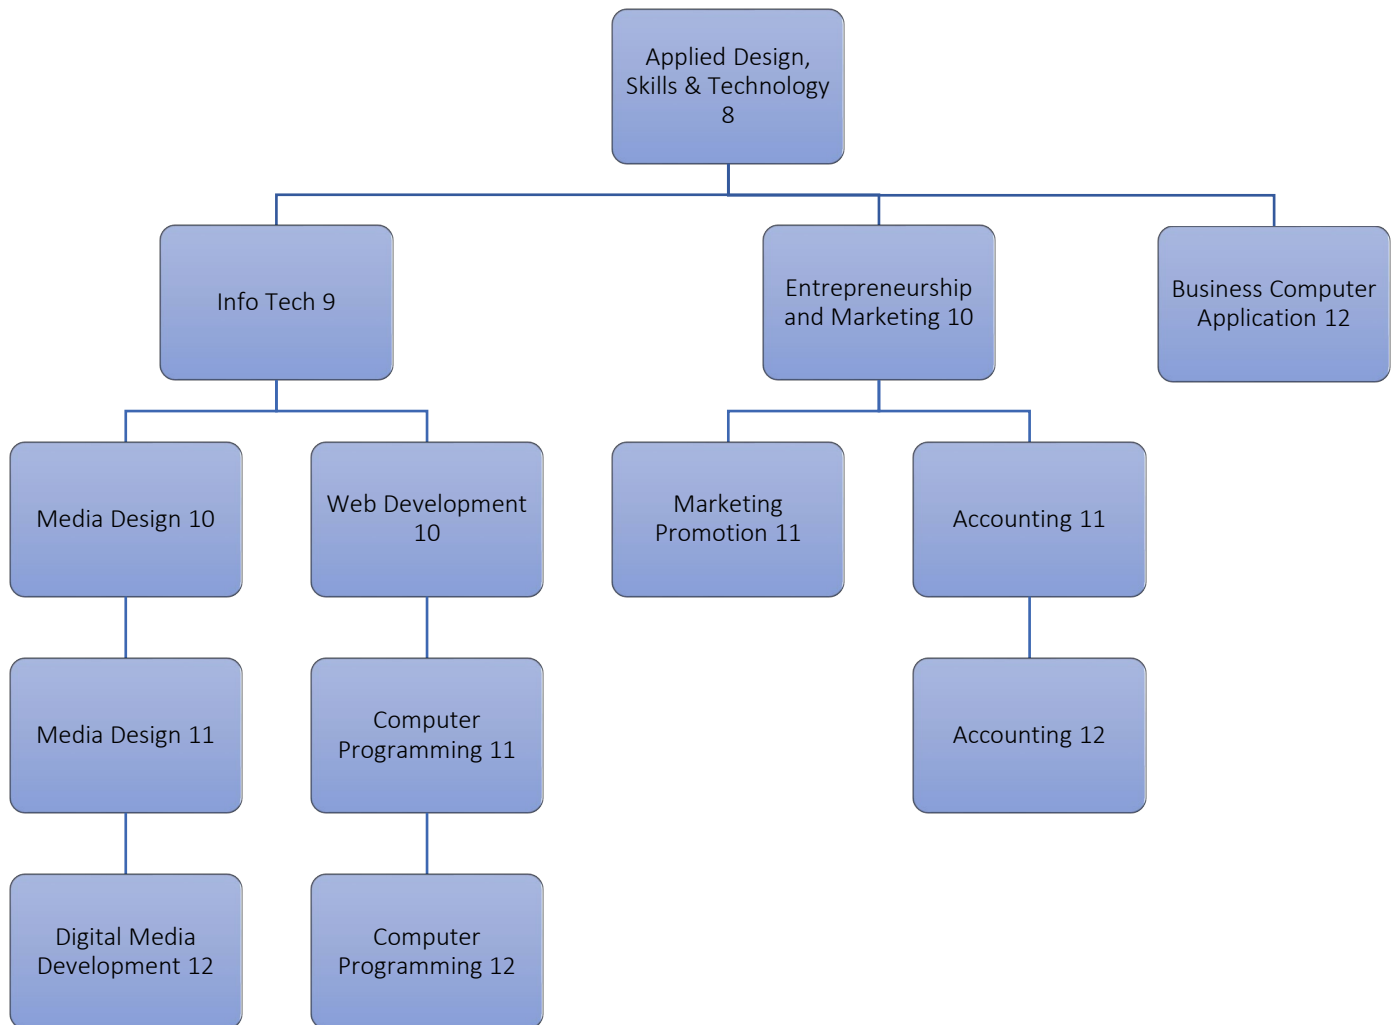 Applied Design,
Skills & Technology
8
Info Tech 9
Entrepreneurship
and Marketing 10
Business Computer
Application 12
Media Design 10
Web Development
10
Marketing
Promotion 11
Accounting 11
Media Design 11
Computer
Programming 11
Accounting 12
Digital Media
Development 12
Computer
Programming 12